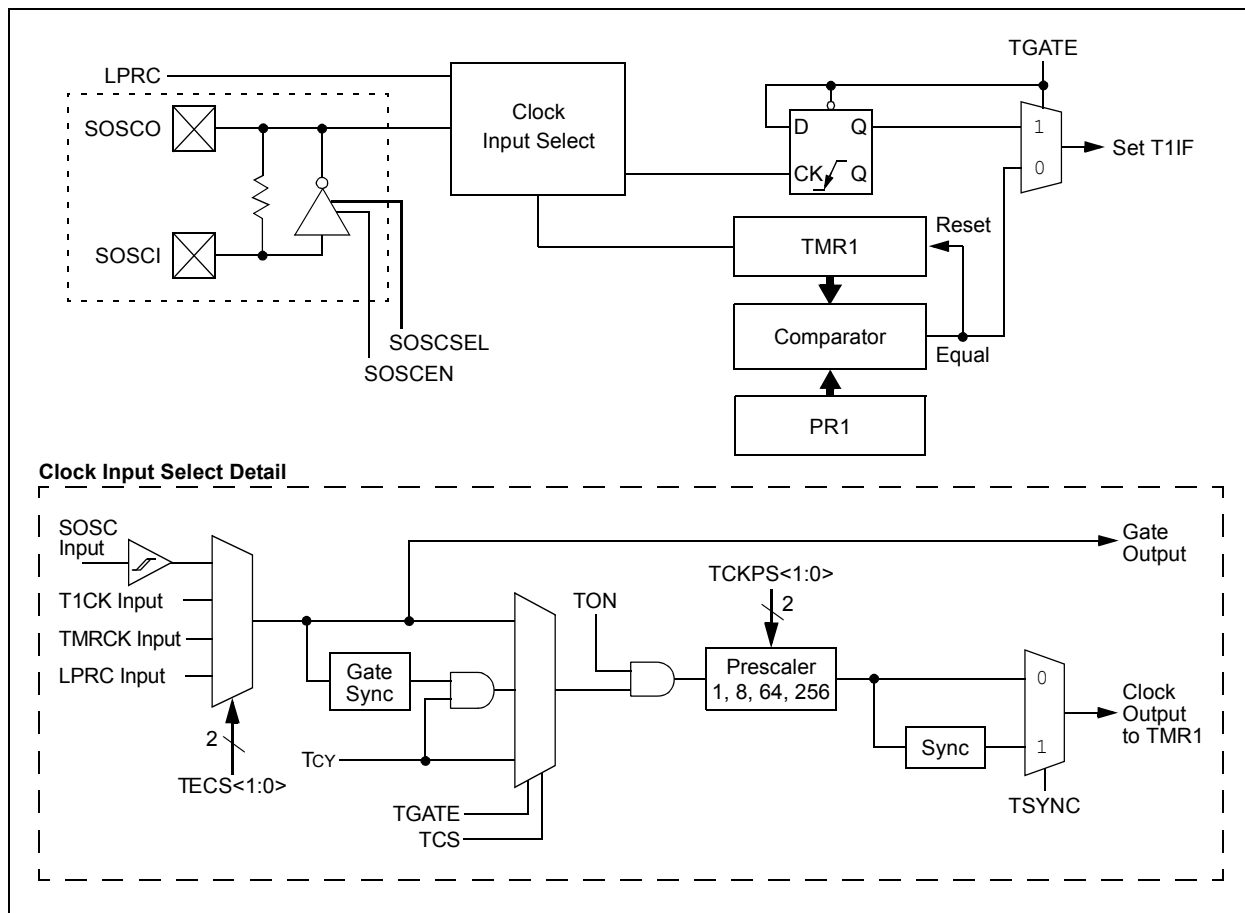 TGATE
LPRC
SOSCO
Clock
Input Select
D
Q
1
Set T1IF
CK
Q
0
SOSCI
TMR1
Reset
SOSCSEL
SOSCEN
Comparator
Equal
PR1
Clock Input Select Detail
SOSC
Input
Gate
Output
TCKPS<1:0>
2
T1CK Input
TON
TMRCK Input
LPRC Input
Gate
Sync
Prescaler
1, 8, 64, 256
0
Clock
Output
to TMR1
2
TCY
Sync
1
TECS<1:0>
TGATE
TCS
TSYNC